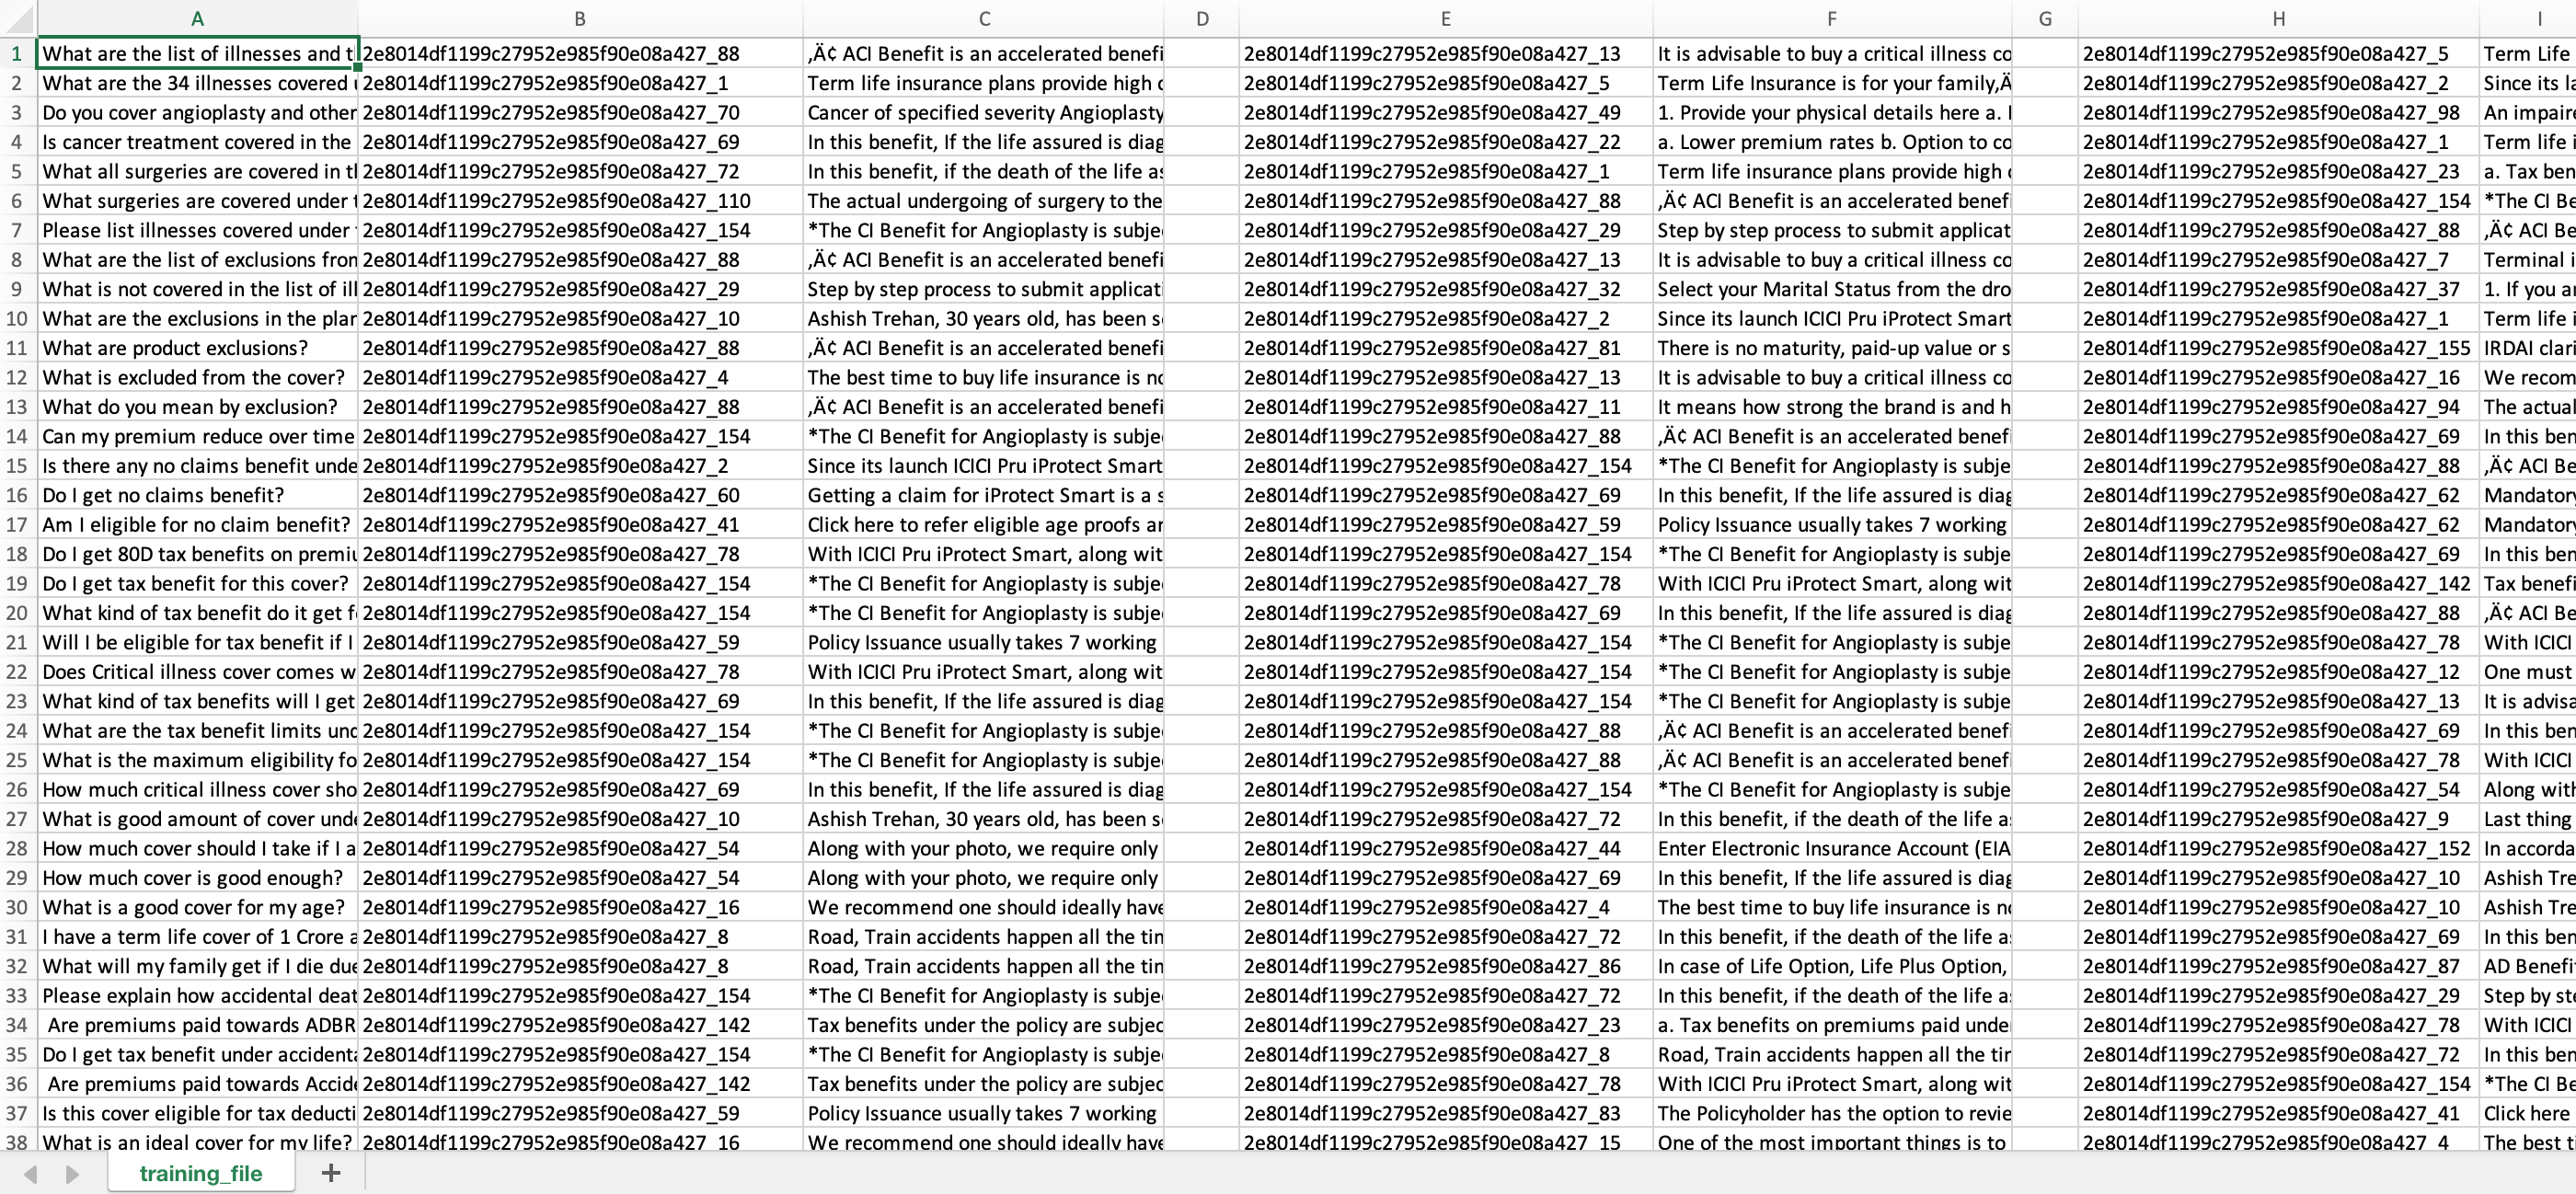 A B C D E F G H I
1 What are the list of illnesses and t 2e8014df1199c27952e985f90e08a427_88 ‚Ä¢ ACI Benefit is an accelerated benefi 2e8014df1199c27952e985f90e08a427_13 It is advisable to buy a critical illness co 2e8014df1199c27952e985f90e08a427_5 Term Life
2 What are the 34 illnesses covered 2e8014df1199c27952e985f90e08a427_1 Term life insurance plans provide high c 2e8014df1199c27952e985f90e08a427_5 Term Life Insurance is for your family‚Ä 2e8014df1199c27952e985f90e08a427_2 Since its la
3 Do you cover angioplasty and other 2e8014df1199c27952e985f90e08a427_70 Cancer of specified severity Angioplasty 2e8014df1199c27952e985f90e08a427_49 1. Provide your physical details here a. I 2e8014df1199c27952e985f90e08a427_98 An impaire
4 Is cancer treatment covered in the 2e8014df1199c27952e985f90e08a427_69 In this benefit, If the life assured is diag 2e8014df1199c27952e985f90e08a427_22 a. Lower premium rates b. Option to co 2e8014df1199c27952e985f90e08a427_1 Term life i
5 What all surgeries are covered in tl 2e8014df1199c27952e985f90e08a427_72 In this benefit, if the death of the life as 2e8014df1199c27952e985f90e08a427_1 Term life insurance plans provide high c 2e8014df1199c27952e985f90e08a427_23 a. Tax ben
6 What surgeries are covered under t 2e8014df1199c27952e985f90e08a427_110 The actual undergoing of surgery to the 2e8014df1199c27952e985f90e08a427_88 ‚Ä¢ ACI Benefit is an accelerated benefi 2e8014df1199c27952e985f90e08a427_154 *The CI Be
7 Please list illnesses covered under 2e8014df1199c27952e985f90e08a427_154 *The CI Benefit for Angioplasty is subje 2e8014df1199c27952e985f90e08a427_29 Step by step process to submit applicat 2e8014df1199c27952e985f90e08a427_88 ‚Ä¢ ACI Be
8 What are the list of exclusions from 2e8014df1199c27952e985f90e08a427_88 ‚Ä¢ ACI Benefit is an accelerated benefi 2e8014df1199c27952e985f90e08a427_13 It is advisable to buy a critical illness co 2e8014df1199c27952e985f90e08a427_7 Terminal i
9 What is not covered in the list of ill 2e8014df1199c27952e985f90e08a427_29 Step by step process to submit applicati 2e8014df1199c27952e985f90e08a427_32 Select your Marital Status from the dro 2e8014df1199c27952e985f90e08a427_37 1. If you ar
10 What are the exclusions in the plan 2e8014df1199c27952e985f90e08a427_10 Ashish Trehan, 30 years old, has been s 2e8014df1199c27952e985f90e08a427_2 Since its launch ICICI Pru iProtect Smart 2e8014df1199c27952e985f90e08a427_1 Term life i
11 What are product exclusions? 2e8014df1199c27952e985f90e08a427_88 ‚Ä¢ ACI Benefit is an accelerated benefi 2e8014df1199c27952e985f90e08a427_81 There is no maturity, paid-up value or s 2e8014df1199c27952e985f90e08a427_155 IRDAI clari
12 What is excluded from the cover? 2e8014df1199c27952e985f90e08a427_4 The best time to buy life insurance is no 2e8014df1199c27952e985f90e08a427_13 It is advisable to buy a critical illness co 2e8014df1199c27952e985f90e08a427_16 We recom
13 What do you mean by exclusion? 2e8014df1199c27952e985f90e08a427_88 ‚Ä¢ ACI Benefit is an accelerated benefi 2e8014df1199c27952e985f90e08a427_11 It means how strong the brand is and h 2e8014df1199c27952e985f90e08a427_94 The actual
14 Can my premium reduce over time 2e8014df1199c27952e985f90e08a427_154 *The CI Benefit for Angioplasty is subje 2e8014df1199c27952e985f90e08a427_88 ‚Ä¢ ACI Benefit is an accelerated benefi 2e8014df1199c27952e985f90e08a427_69 In this ben
15 Is there any no claims benefit unde 2e8014df1199c27952e985f90e08a427_2 Since its launch ICICI Pru iProtect Smart 2e8014df1199c27952e985f90e08a427_154 *The CI Benefit for Angioplasty is subje 2e8014df1199c27952e985f90e08a427_88 ‚Ä¢ ACI Be
16 Do I get no claims benefit? 2e8014df1199c27952e985f90e08a427_60 Getting a claim for iProtect Smart is a s 2e8014df1199c27952e985f90e08a427_69 In this benefit, If the life assured is diag 2e8014df1199c27952e985f90e08a427_62 Mandatory
17 Am I eligible for no claim benefit? 2e8014df1199c27952e985f90e08a427_41 Click here to refer eligible age proofs ar 2e8014df1199c27952e985f90e08a427_59 Policy Issuance usually takes 7 working 2e8014df1199c27952e985f90e08a427_62 Mandatory
18 Do I get 80D tax benefits on premiu 2e8014df1199c27952e985f90e08a427_78 With ICICI Pru iProtect Smart, along wit 2e8014df1199c27952e985f90e08a427_154 *The CI Benefit for Angioplasty is subje 2e8014df1199c27952e985f90e08a427_69 In this ben
19 Do I get tax benefit for this cover? 2e8014df1199c27952e985f90e08a427_154 *The CI Benefit for Angioplasty is subje 2e8014df1199c27952e985f90e08a427_78 With ICICI Pru iProtect Smart, along wit 2e8014df1199c27952e985f90e08a427_142 Tax benefi
20 What kind of tax benefit do it get f 2e8014df1199c27952e985f90e08a427_154 *The CI Benefit for Angioplasty is subje 2e8014df1199c27952e985f90e08a427_69 In this benefit, If the life assured is diag 2e8014df1199c27952e985f90e08a427_88 ‚Ä¢ ACI Be
21 Will I be eligible for tax benefit if I 2e8014df1199c27952e985f90e08a427_59 Policy Issuance usually takes 7 working 2e8014df1199c27952e985f90e08a427_154 *The CI Benefit for Angioplasty is subje 2e8014df1199c27952e985f90e08a427_78 With ICICI
22 Does Critical illness cover comes w 2e8014df1199c27952e985f90e08a427_78 With ICICI Pru iProtect Smart, along wit 2e8014df1199c27952e985f90e08a427_154 *The CI Benefit for Angioplasty is subje 2e8014df1199c27952e985f90e08a427_12 One must
23 What kind of tax benefits will I get 2e8014df1199c27952e985f90e08a427_69 In this benefit, If the life assured is diag 2e8014df1199c27952e985f90e08a427_154 *The CI Benefit for Angioplasty is subje 2e8014df1199c27952e985f90e08a427_13 It is advisa
24 What are the tax benefit limits und 2e8014df1199c27952e985f90e08a427_154 *The CI Benefit for Angioplasty is subje 2e8014df1199c27952e985f90e08a427_88 ‚Ä¢ ACI Benefit is an accelerated benefi 2e8014df1199c27952e985f90e08a427_69 In this ben
25 What is the maximum eligibility fo 2e8014df1199c27952e985f90e08a427_154 *The CI Benefit for Angioplasty is subje 2e8014df1199c27952e985f90e08a427_88 ‚Ä¢ ACI Benefit is an accelerated benefi 2e8014df1199c27952e985f90e08a427_78 With ICICI
26 How much critical illness cover sho 2e8014df1199c27952e985f90e08a427_69 In this benefit, If the life assured is diag 2e8014df1199c27952e985f90e08a427_154 *The CI Benefit for Angioplasty is subje 2e8014df1199c27952e985f90e08a427_54 Along with
27 What is good amount of cover unde 2e8014df1199c27952e985f90e08a427_10 Ashish Trehan, 30 years old, has been s 2e8014df1199c27952e985f90e08a427_72 In this benefit, if the death of the life a 2e8014df1199c27952e985f90e08a427_9 Last thing
28 How much cover should I take if I a 2e8014df1199c27952e985f90e08a427_54 Along with your photo, we require only 2e8014df1199c27952e985f90e08a427_44 Enter Electronic Insurance Account (EIA 2e8014df1199c27952e985f90e08a427_152 In accorda
29 How much cover is good enough? 2e8014df1199c27952e985f90e08a427_54 Along with your photo, we require only 2e8014df1199c27952e985f90e08a427_69 In this benefit, If the life assured is diag 2e8014df1199c27952e985f90e08a427_10 Ashish Tre
30 What is a good cover for my age? 2e8014df1199c27952e985f90e08a427_16 We recommend one should ideally have 2e8014df1199c27952e985f90e08a427_4 The best time to buy life insurance is no 2e8014df1199c27952e985f90e08a427_10 Ashish Tre
31 I have a term life cover of 1 Crore a 2e8014df1199c27952e985f90e08a427_8 Road, Train accidents happen all the tim 2e8014df1199c27952e985f90e08a427_72 In this benefit, if the death of the life a 2e8014df1199c27952e985f90e08a427_69 In this ben
32 What will my family get if I die due 2e8014df1199c27952e985f90e08a427_8 Road, Train accidents happen all the tim 2e8014df1199c27952e985f90e08a427_86 In case of Life Option, Life Plus Option, 2e8014df1199c27952e985f90e08a427_87 AD Benefi
33 Please explain how accidental deat 2e8014df1199c27952e985f90e08a427_154 *The CI Benefit for Angioplasty is subje 2e8014df1199c27952e985f90e08a427_72 In this benefit, if the death of the life a 2e8014df1199c27952e985f90e08a427_29 Step by ste
34 Are premiums paid towards ADBR 2e8014df1199c27952e985f90e08a427_142 Tax benefits under the policy are subjec 2e8014df1199c27952e985f90e08a427_23 a. Tax benefits on premiums paid unde 2e8014df1199c27952e985f90e08a427_78 With ICICI
35 Do I get tax benefit under accidenta 2e8014df1199c27952e985f90e08a427_154 *The CI Benefit for Angioplasty is subje 2e8014df1199c27952e985f90e08a427_8 Road, Train accidents happen all the tim 2e8014df1199c27952e985f90e08a427_72 In this ben
36 Are premiums paid towards Accide 2e8014df1199c27952e985f90e08a427_142 Tax benefits under the policy are subjec 2e8014df1199c27952e985f90e08a427_78 With ICICI Pru iProtect Smart, along wit 2e8014df1199c27952e985f90e08a427_154 *The CI Be
37 Is this cover eligible for tax deducti 2e8014df1199c27952e985f90e08a427_59 Policy Issuance usually takes 7 working 2e8014df1199c27952e985f90e08a427_83 The Policyholder has the option to revie 2e8014df1199c27952e985f90e08a427_41 Click here
38 What is an ideal cover for my life? 2e8014df1199c27952e985f90e08a427_16 We recommend one should ideally have 2e8014df1199c27952e985f90e08a427_15 One of the most important things is to 2e8014df1199c27952e985f90e08a427_4 The best t
training_file